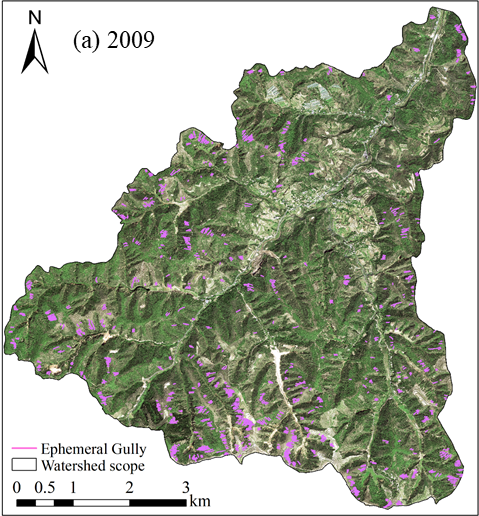 N
(a) 2009
Ephemeral Gully
Watershed scope
0 0.5 1 2 3
km